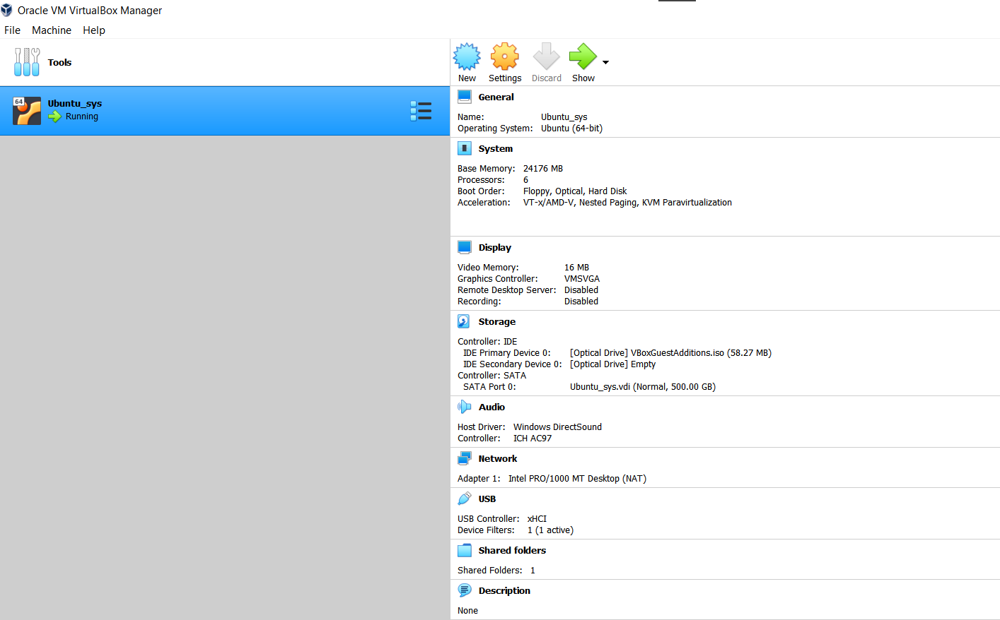 Oracle VM VirtualBox Manager
File Machine Help
Tools
64
Ubuntu_sys
Running
New Settings Discard Show
General
Name: Ubuntu_sys
Operating System: Ubuntu (64-bit)
System
Base Memory: 24176 MB
Processors: 6
Boot Order: Floppy, Optical, Hard Disk
Acceleration: VT-x/AMD-V, Nested Paging, KVM Paravirtualization
Display
Video Memory: 16 MB
Graphics Controller: VMSVGA
Remote Desktop Server: Disabled
Recording: Disabled
Storage
Controller: IDE
IDE Primary Device 0: [Optical Drive] VBoxGuestAdditions.iso (58.27 MB)
IDE Secondary Device 0: [Optical Drive] Empty
Controller: SATA
SATA Port 0: Ubuntu_sys.vdi (Normal, 500.00 GB)
Audio
Host Driver: Windows DirectSound
Controller: ICH AC97
Network
Adapter 1: Intel PRO/1000 MT Desktop (NAT)
USB
USB Controller: xHCI
Device Filters: 1 (1 active)
Shared folders
Shared Folders: 1
Description
None